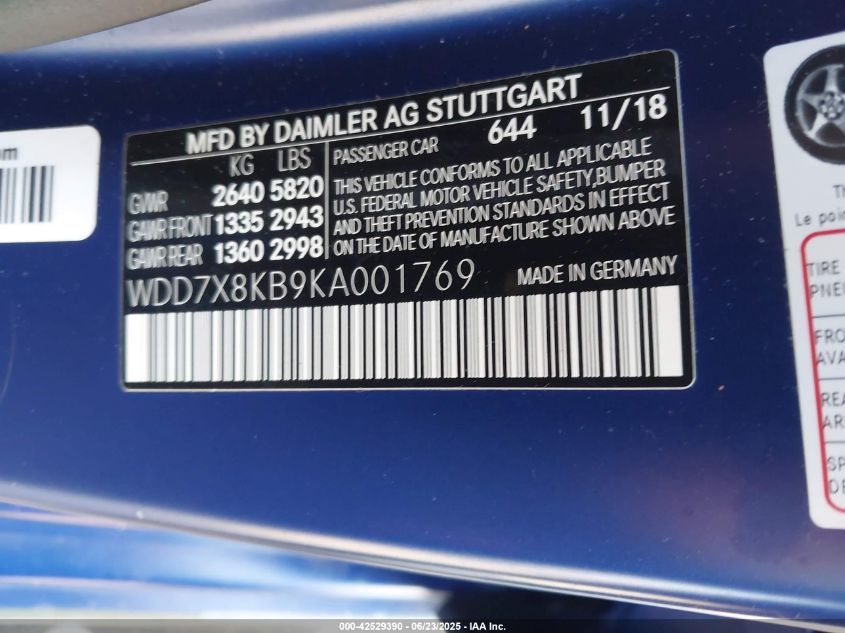 MFD BY DAIMLER AG STUTTGART
KG LBS
GVWR 2640 5820
GAWR FRONT 1335 2943
GAWR REAR 1360 2998
PASSENGER CAR 644 11/18
THIS VEHICLE CONFORMS TO ALL APPLICABLE
U.S. FEDERAL MOTOR VEHICLE SAFETY,BUMPER
AND THEFT PREVENTION STANDARDS IN EFFECT
ON THE DATE OF MANUFACTURE SHOWN ABOVE
WDD7X8KB9KA001769
MADE IN GERMANY
Le
TIRE
000-42529390 - 06/23/2025 - IAA Inc.